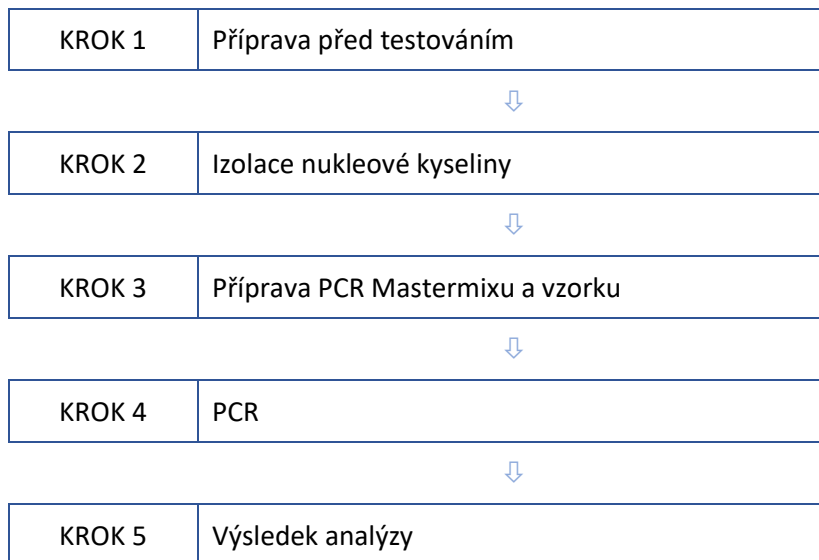 KROK 1 Příprava před testováním
⇩
KROK 2 Izolace nukleové kyseliny
⇩
KROK 3 Příprava PCR Mastermixu a vzorku
⇩
KROK 4 PCR
⇩
KROK 5 Výsledek analýzy